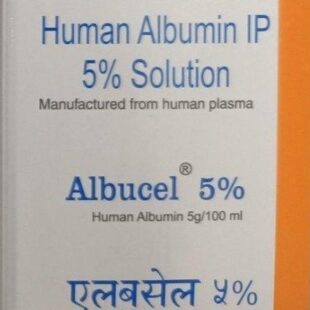 Human Albumin IP
5% Solution
Manufactured from human plasma
Albucel® 5%
Human Albumin 5g/100 ml
एलबसेल ५%